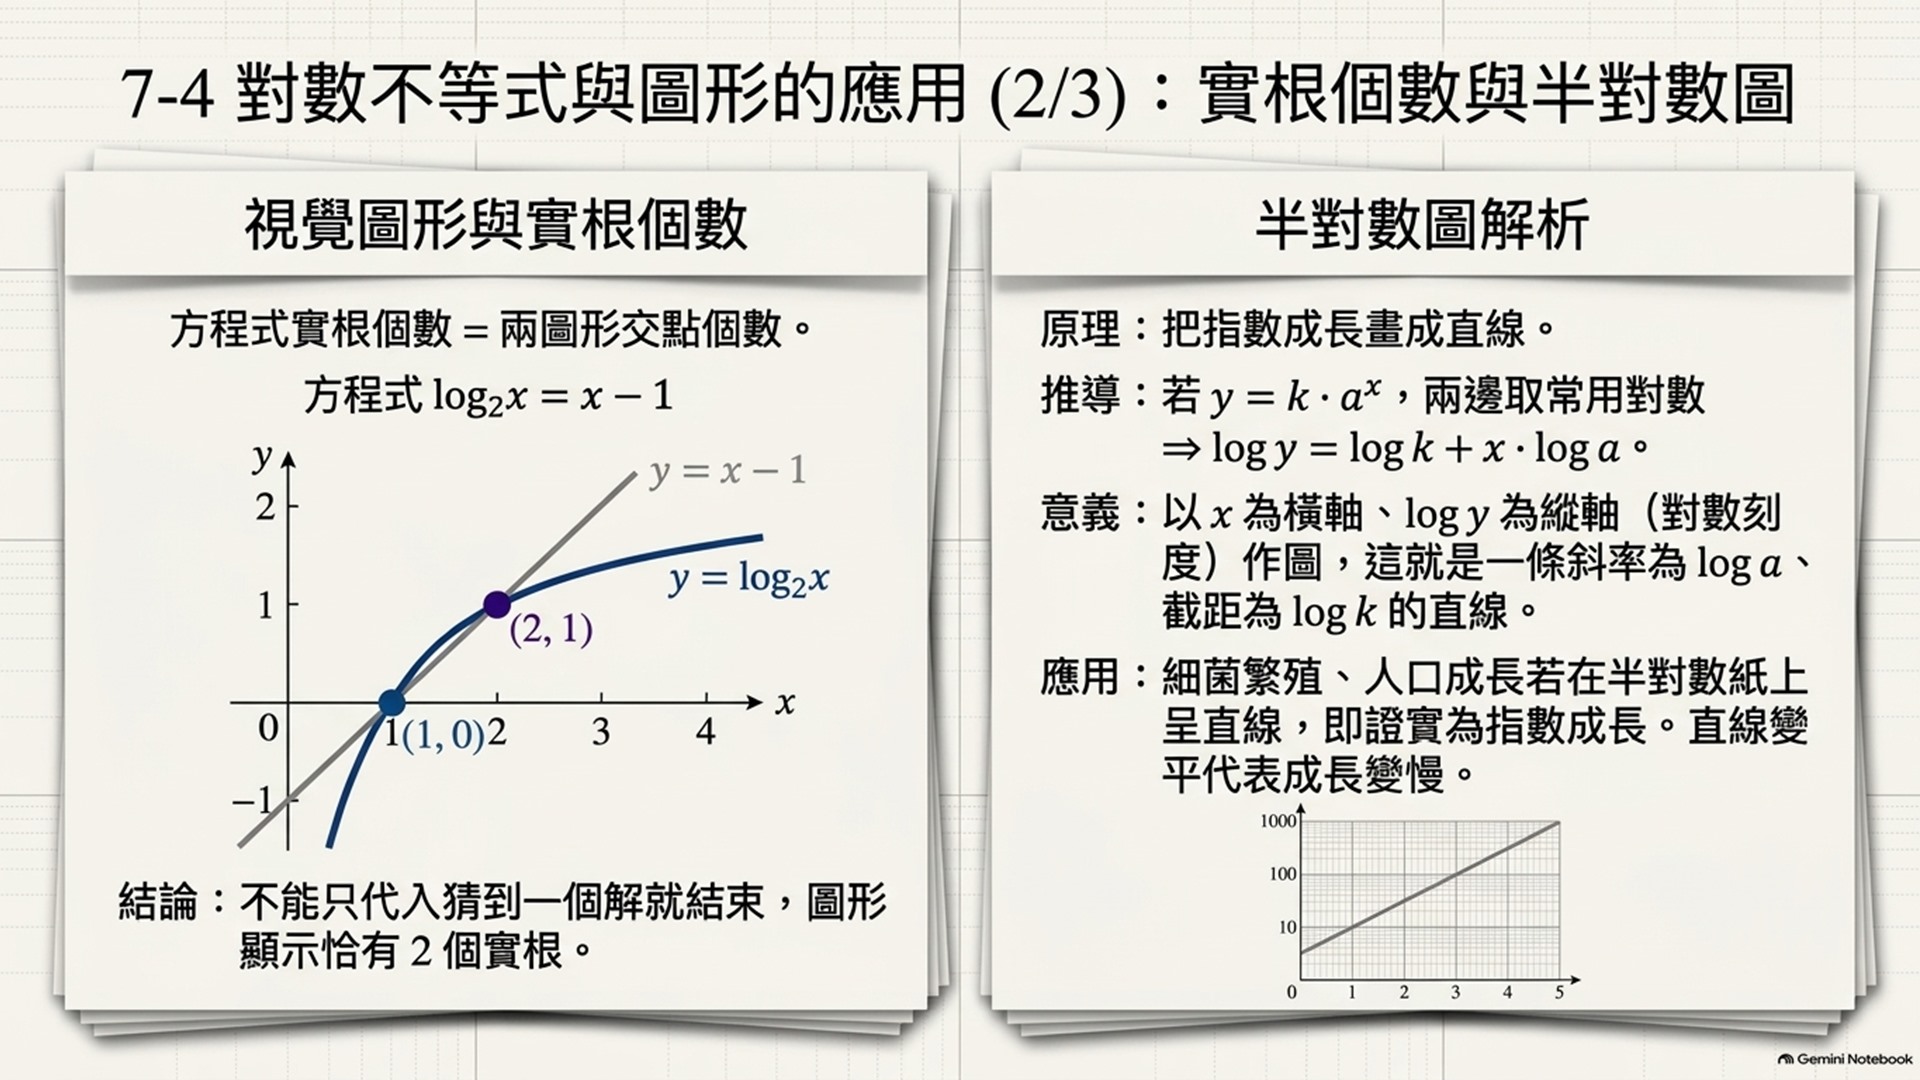 7-4 對數不等式與圖形的應用 (2/3)：實根個數與半對數圖
視覺圖形與實根個數
方程式實根個數 = 兩圖形交點個數。
方程式 log₂x = x − 1
y
2
1
0
−1
1
2
3
4
x
y = x − 1
y = log₂x
(2, 1)
(1, 0)
結論：不能只代入猜到一個解就結束，圖形
顯示恰有 2 個實根。
半對數圖解析
原理：把指數成長畫成直線。
推導：若 y = k · aˣ，兩邊取常用對數
⇒ log y = log k + x · log a。
意義：以 x 為橫軸、log y 為縱軸（對數刻
度）作圖，這就是一條斜率為 log a、
截距為 log k 的直線。
應用：細菌繁殖、人口成長若在半對數紙上
呈直線，即證實為指數成長。直線變
平代表成長變慢。
1000
100
10
0
1
2
3
4
5
Gemini Notebook